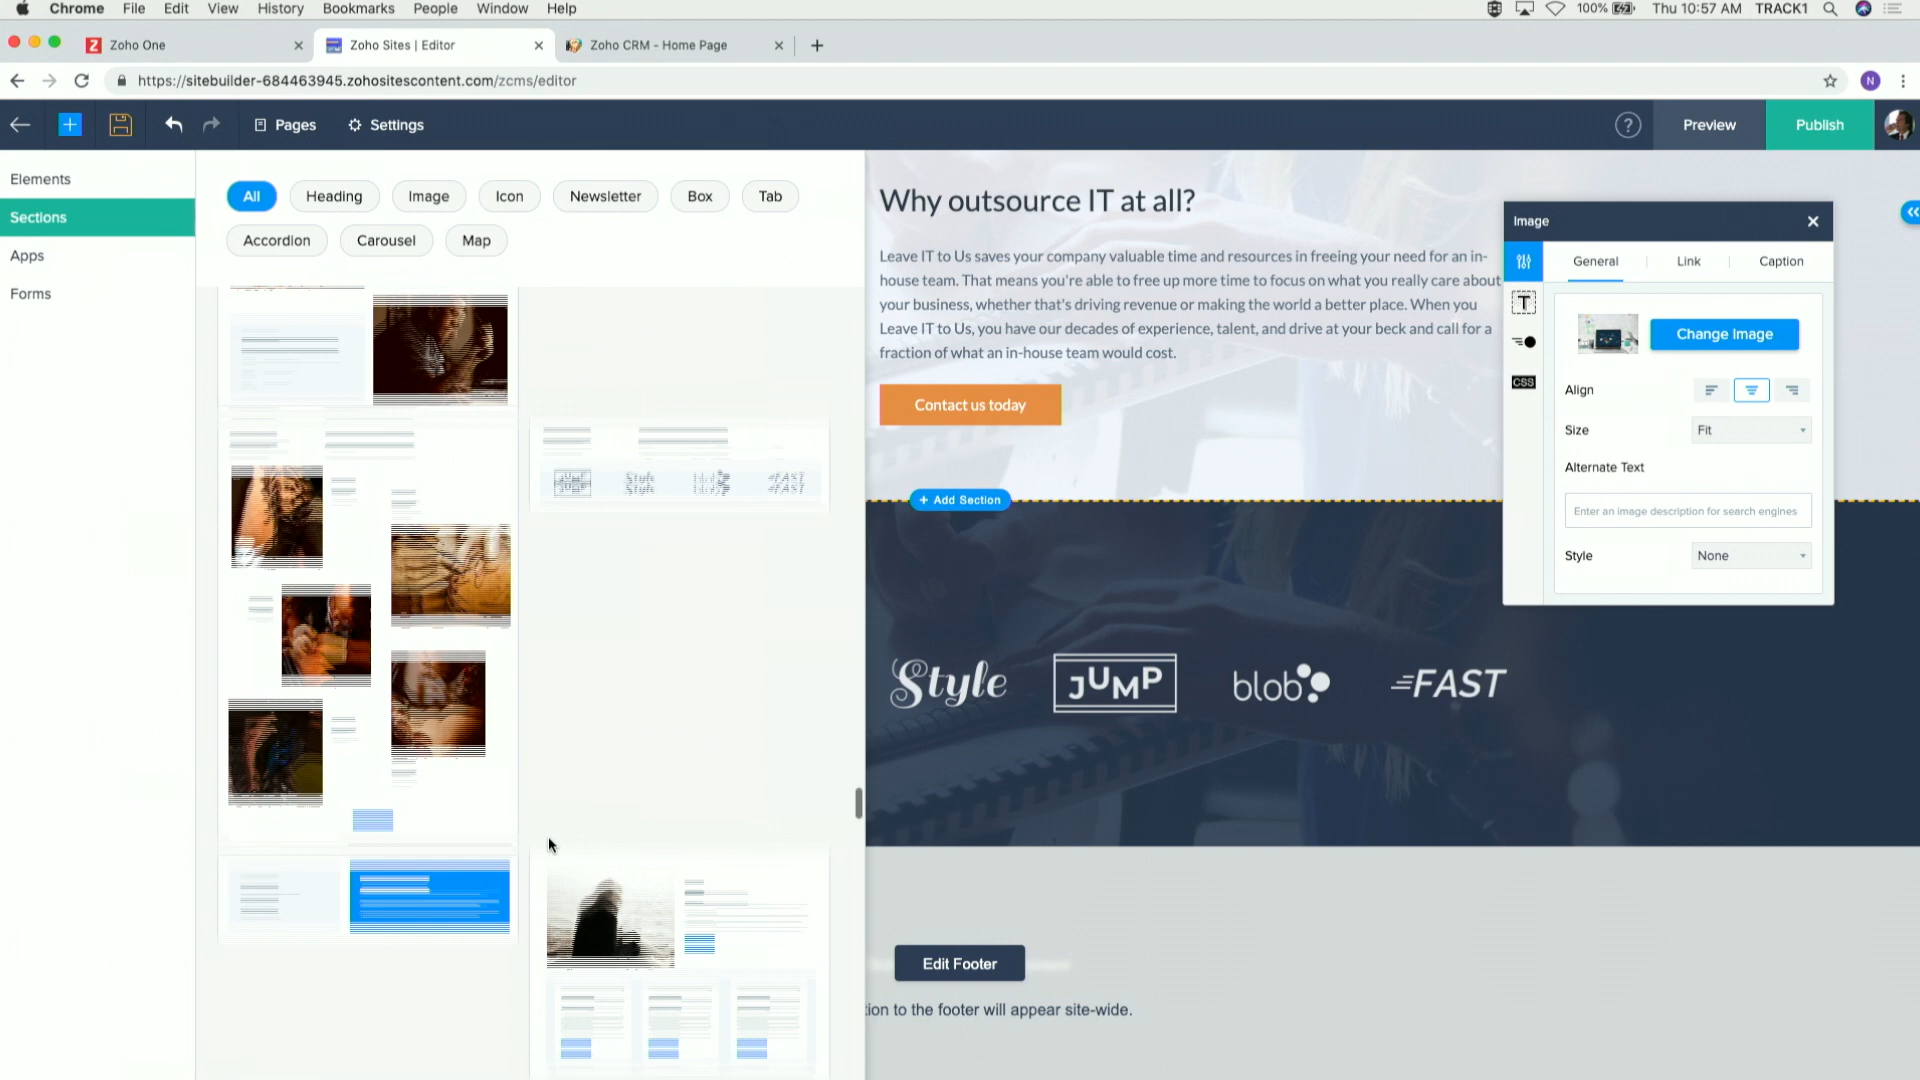 Chrome File Edit View History Bookmarks People Window Help
100% Thu 10:57 AM TRACK1
Zoho One
Zoho Sites | Editor
Zoho CRM - Home Page
https://sitebuilder-684463945.zohositescontent.com/zcms/editor
N
Pages
Settings
?
Preview
Publish
Elements
Sections
Apps
Forms
All
Heading
Image
Icon
Newsletter
Box
Tab
Accordion
Carousel
Map
JUMP
Style
blob
FAST
Why outsource IT at all?
Leave IT to Us saves your company valuable time and resources in freeing your need for an in-
house team. That means you're able to free up more time to focus on what you really care about
your business, whether that's driving revenue or making the world a better place. When you
Leave IT to Us, you have our decades of experience, talent, and drive at your beck and call for a
fraction of what an in-house team would cost.
Contact us today
+ Add Section
Style
JUMP
blob
FAST
Edit Footer
tion to the footer will appear site-wide.
Image
General
Link
Caption
T
CSS
Change Image
Align
Size
Fit
Alternate Text
Enter an image description for search engines
Style
None